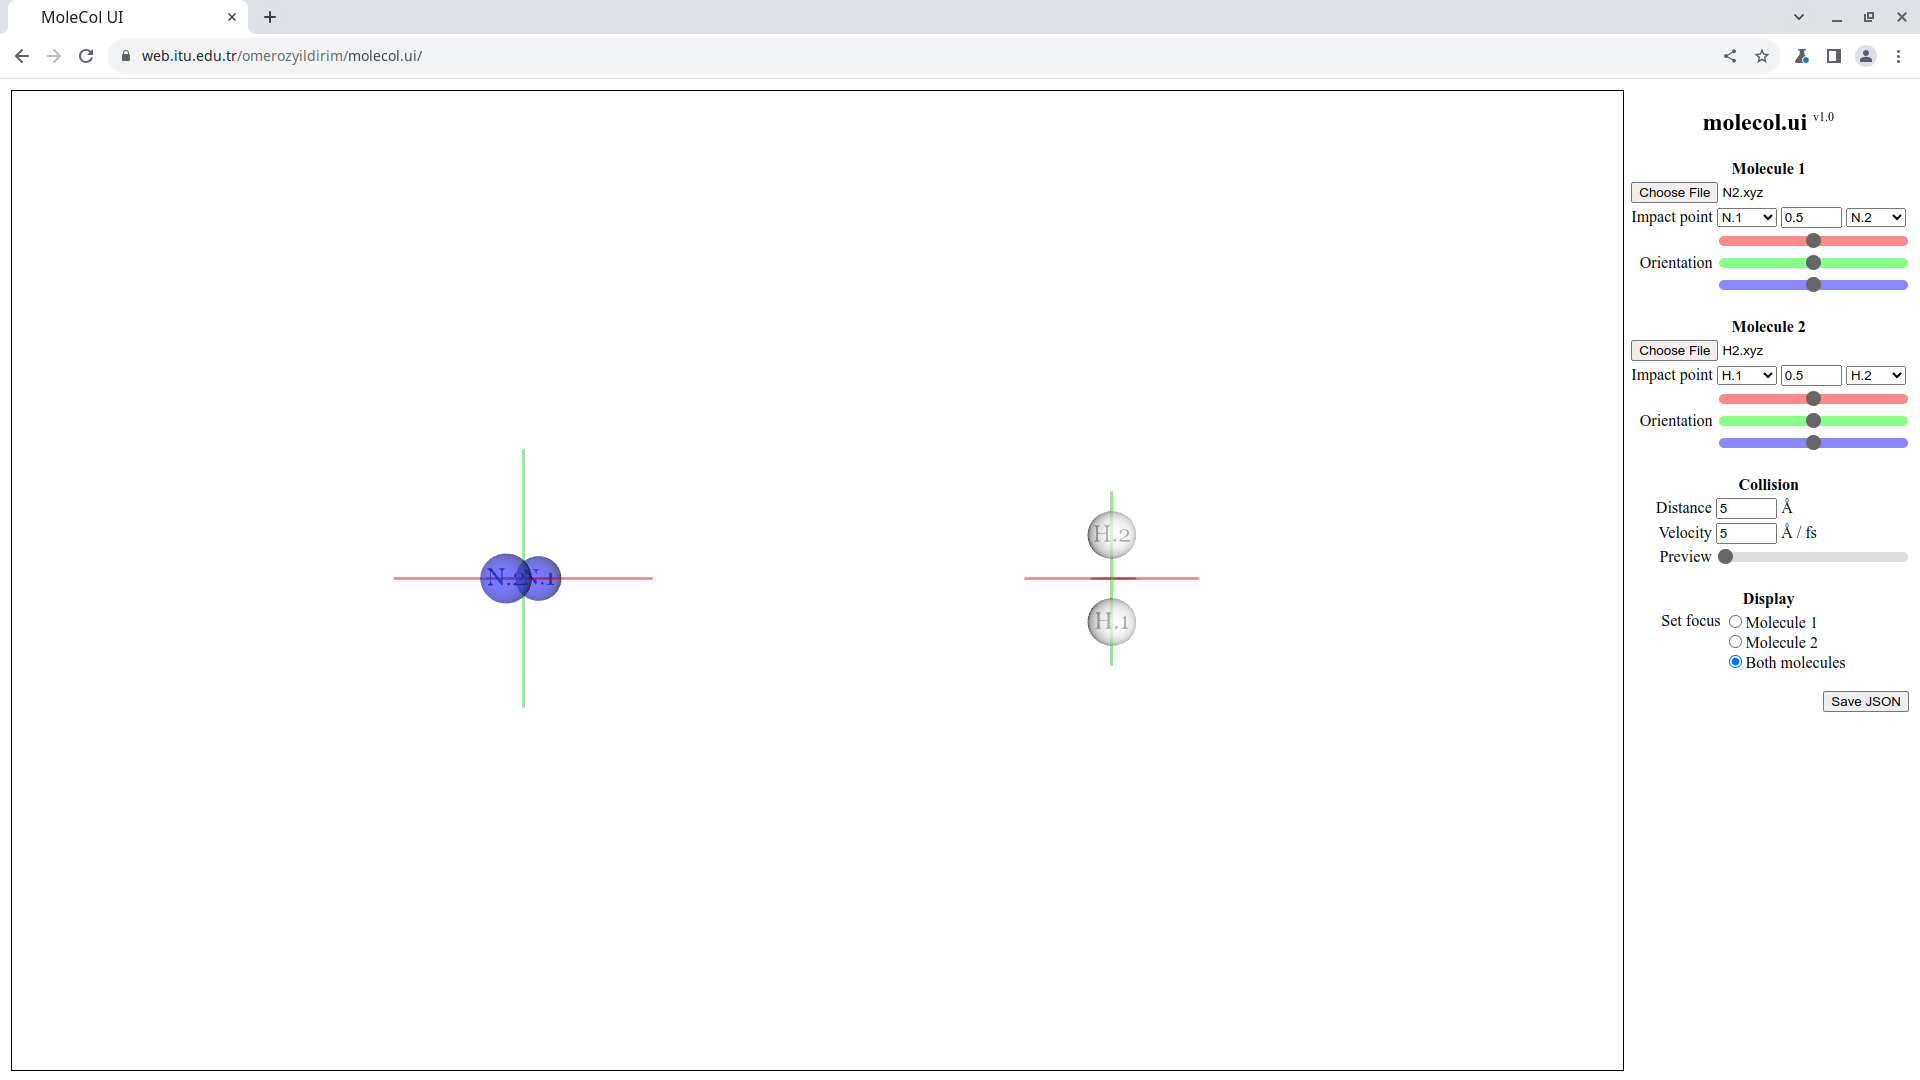 MoleCol UI
web.itu.edu.tr/omerozyildirim/molecol.ui/
molecol.ui v1.0
Molecule 1
Choose File N2.xyz
Impact point N.1 0.5 N.2
Orientation
Molecule 2
Choose File H2.xyz
Impact point H.1 0.5 H.2
Orientation
Collision
Distance 5 Å
Velocity 5 Å / fs
Preview
Display
Set focus Molecule 1
Molecule 2
Both molecules
Save JSON
N.2 N.1
H.2
H.1